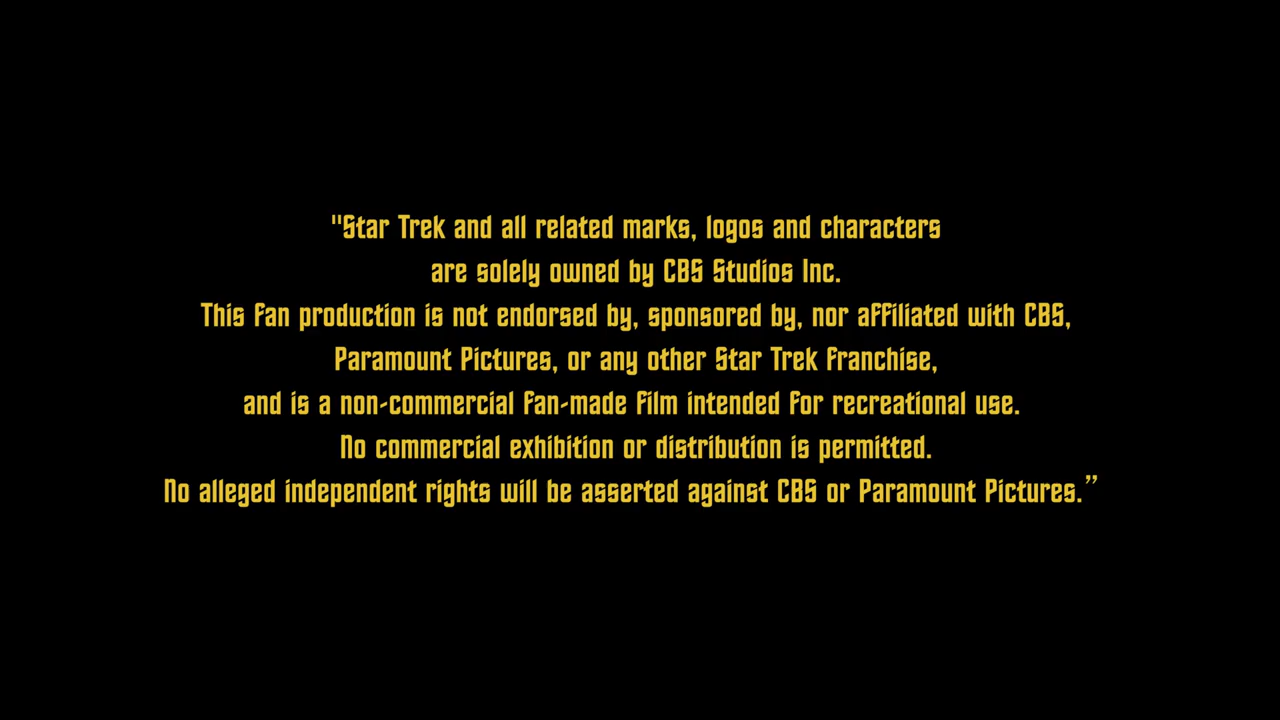 "Star Trek and all related marks, logos and characters
are solely owned by CBS Studios Inc.
This fan production is not endorsed by, sponsored by, nor affiliated with CBS,
Paramount Pictures, or any other Star Trek franchise,
and is a non-commercial fan-made film intended for recreational use.
No commercial exhibition or distribution is permitted.
No alleged independent rights will be asserted against CBS or Paramount Pictures.”